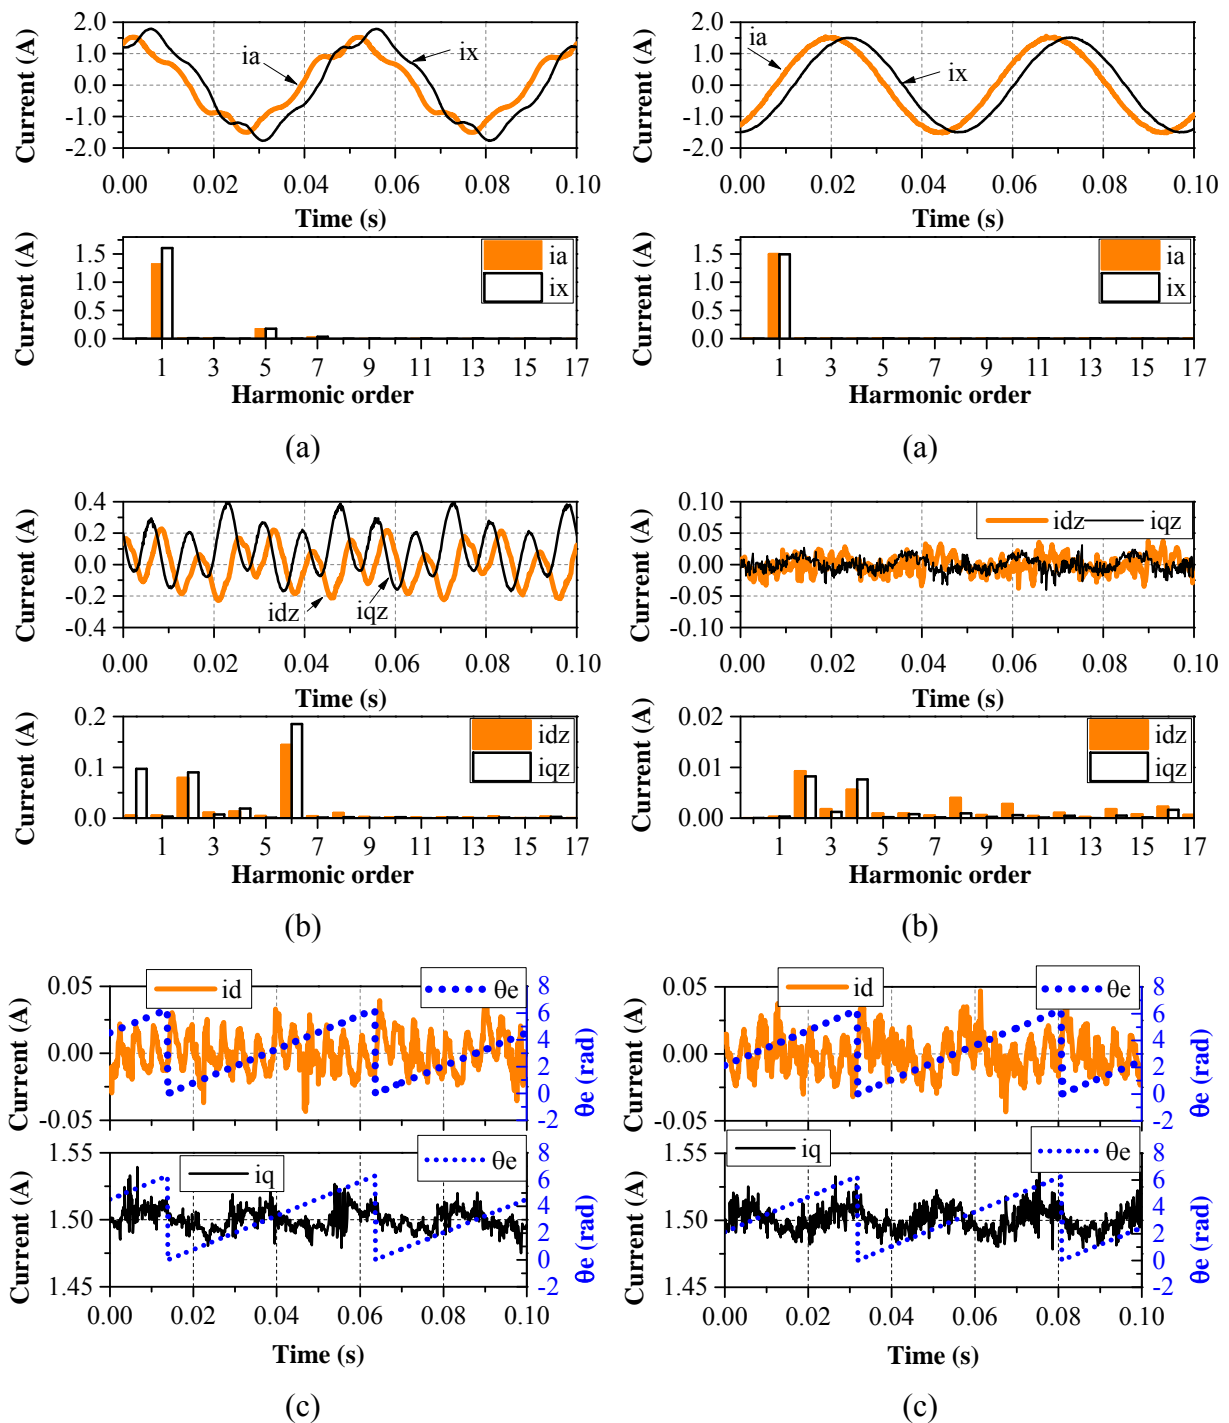 Current (A)
2.0
1.0
0.0
-1.0
-2.0
ia
ix
0.00 0.02 0.04 0.06 0.08 0.10
Time (s)
Current (A)
1.5
1.0
0.5
0.0
ia
ix
1 3 5 7 9 11 13 15 17
Harmonic order
(a)
Current (A)
2.0
1.0
0.0
-1.0
-2.0
ia
ix
0.00 0.02 0.04 0.06 0.08 0.10
Time (s)
Current (A)
1.5
1.0
0.5
0.0
ia
ix
1 3 5 7 9 11 13 15 17
Harmonic order
(a)
Current (A)
0.4
0.2
0.0
-0.2
-0.4
idz
iqz
0.00 0.02 0.04 0.06 0.08 0.10
Time (s)
Current (A)
0.2
0.1
0.0
idz
iqz
1 3 5 7 9 11 13 15 17
Harmonic order
(b)
Current (A)
0.10
0.05
0.00
-0.05
-0.10
idz iqz
0.00 0.02 0.04 0.06 0.08 0.10
Time (s)
Current (A)
0.02
0.01
0.00
idz
iqz
1 3 5 7 9 11 13 15 17
Harmonic order
(b)
Current (A)
0.05
0.00
-0.05
id
θe
8
6
4
2
0
-2
θe (rad)
Current (A)
1.55
1.50
1.45
iq
θe
8
6
4
2
0
-2
θe (rad)
0.00 0.02 0.04 0.06 0.08 0.10
Time (s)
(c)
Current (A)
0.05
0.00
-0.05
id
θe
8
6
4
2
0
-2
θe (rad)
Current (A)
1.55
1.50
1.45
iq
θe
8
6
4
2
0
-2
θe (rad)
0.00 0.02 0.04 0.06 0.08 0.10
Time (s)
(c)